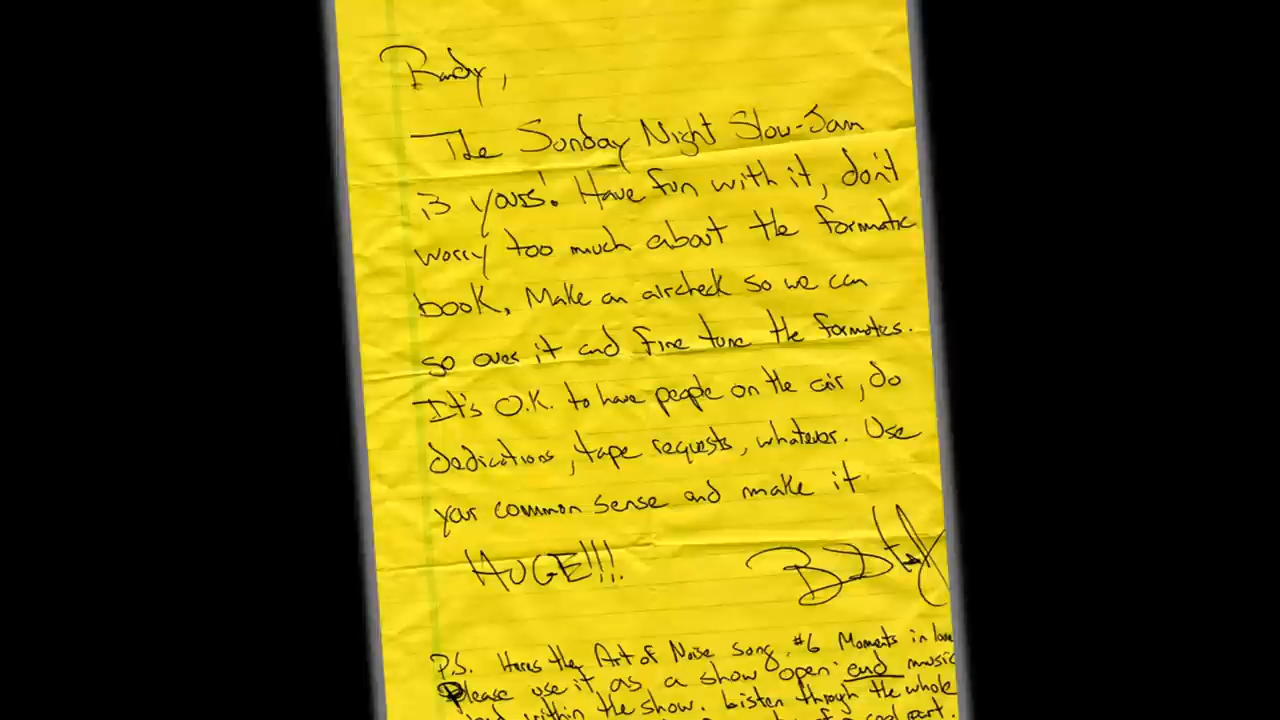 Randy,
The Sunday Night Slow-Jam
is yours! Have fun with it, don't
worry too much about the formatic
book. Make an aircheck so we can
go over it and fine tune the formatics.
It's O.K. to have people on the air, do
dedications, tape requests, whatever. Use
your common sense and make it
HUGE!!!
P.S. Heres the Art of Noise song #6 Moments in love
Please use it as a show open end music
within the show. Listen through the whole
of a cool part.